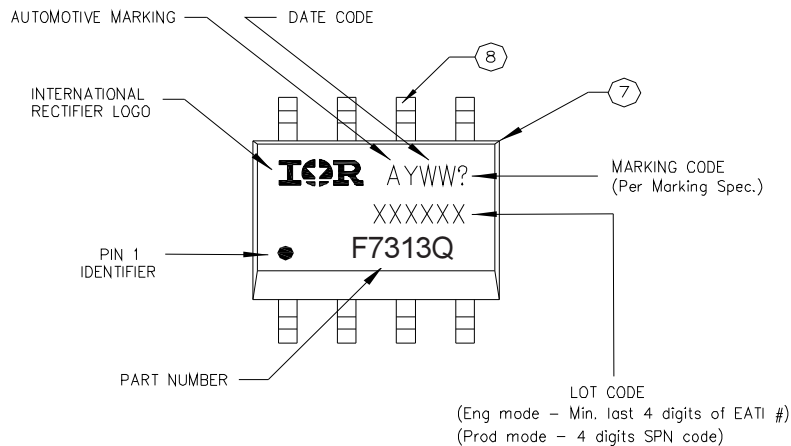 AUTOMOTIVE MARKING
DATE CODE
8
7
INTERNATIONAL
RECTIFIER LOGO
IOR
AYWW?
MARKING CODE
(Per Marking Spec.)
XXXXXX
PIN 1
IDENTIFIER
F7313Q
PART NUMBER
LOT CODE
(Eng mode – Min. last 4 digits of EATI #)
(Prod mode – 4 digits SPN code)